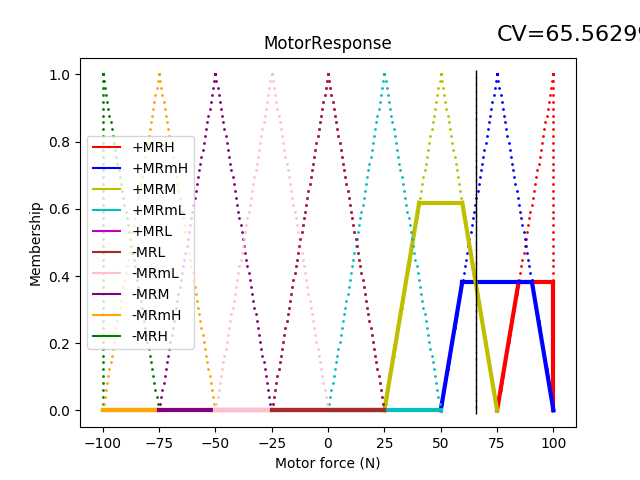 CV=65.5629
MotorResponse
1.0
0.8
0.6
0.4
0.2
0.0
Membership
+MRH
+MRmH
+MRM
+MRmL
+MRL
-MRL
-MRmL
-MRM
-MRmH
-MRH
−100 −75 −50 −25 0 25 50 75 100
Motor force (N)